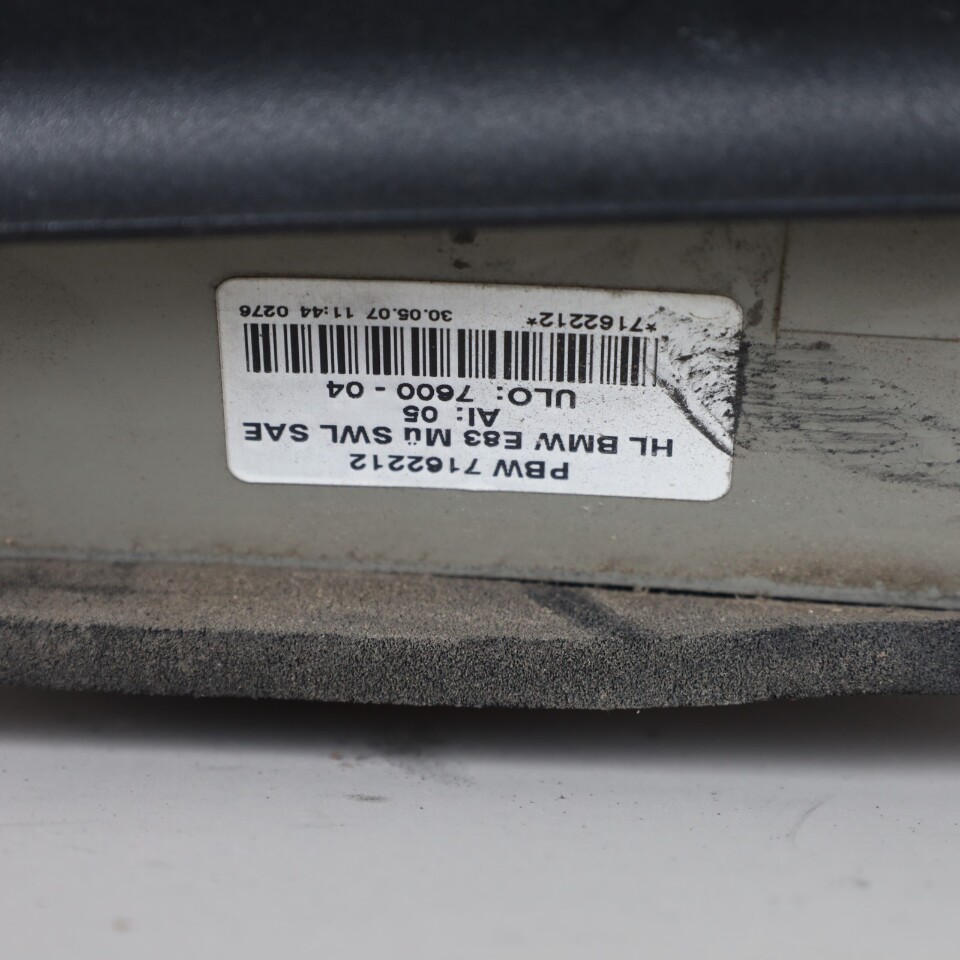 PBW 7162212
HL BMW E83 Mü SWL SAE
AI: 05
ULO: 7600 - 04
*7162212* 30.05.07 11:44 0276